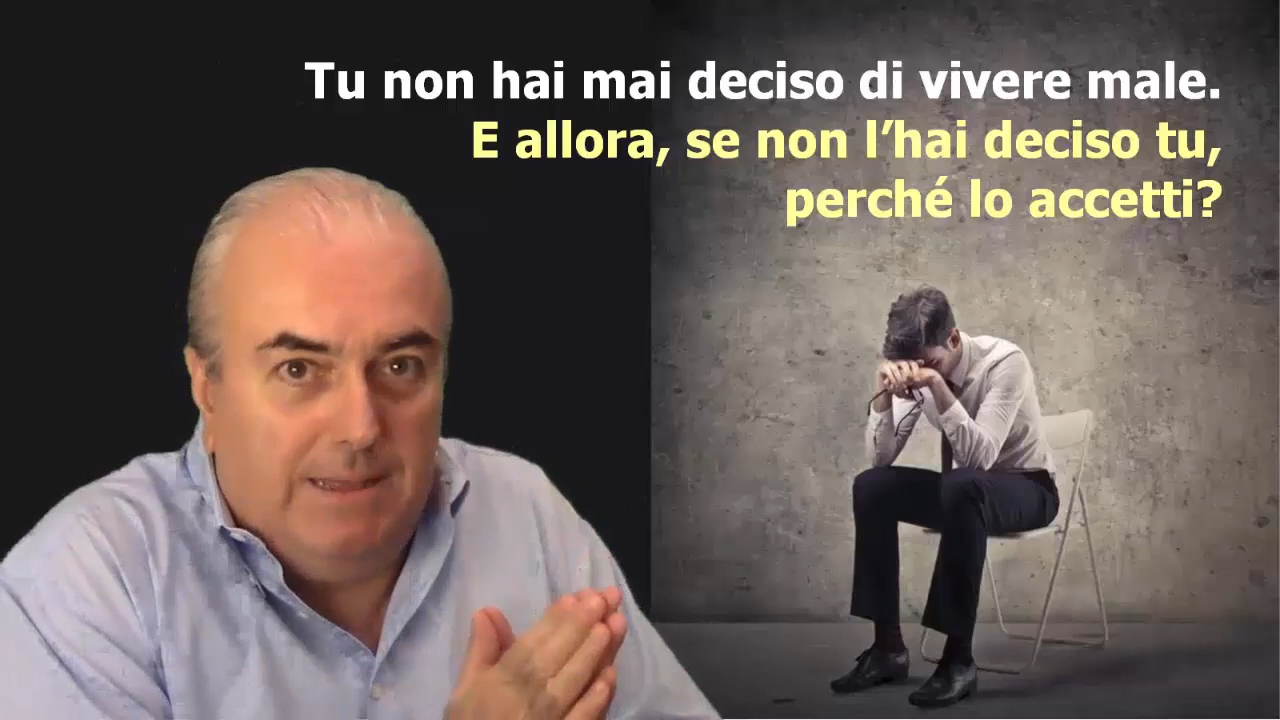 Tu non hai mai deciso di vivere male.
E allora, se non l’hai deciso tu,
perché lo accetti?